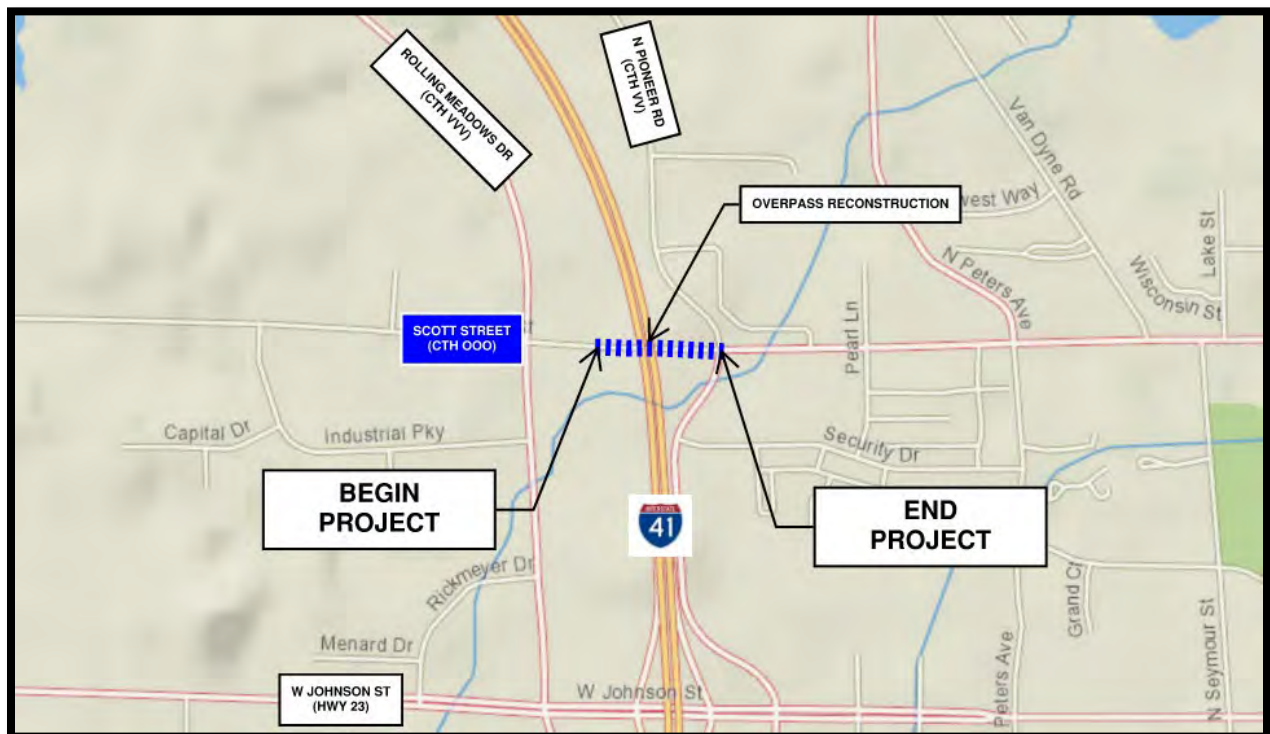 ROLLING MEADOWS DR
(CTH VVV)
N PIONEER RD
(CTH VV)
Van Dyne Rd
OVERPASS RECONSTRUCTION
west Way
Lake St
N Peters Ave
Wisconsin St
SCOTT STREET
(CTH OOO)
st
Pearl Ln
Capital Dr
Industrial Pky
Security Dr
BEGIN
PROJECT
INTERSTATE
41
END
PROJECT
Rickmeyer Dr
Grand Ct
Menard Dr
Peters Ave
N Seymour St
W JOHNSON ST
(HWY 23)
W Johnson St